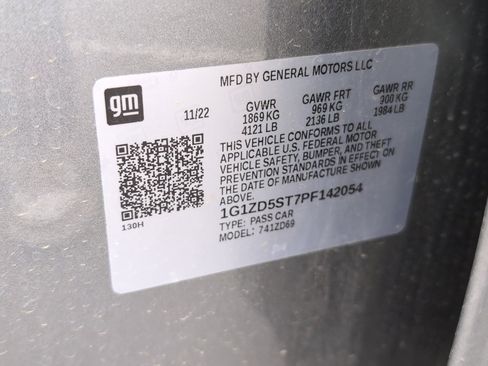 MFD BY GENERAL MOTORS LLC
gm
11/22
GVWR GAWR FRT GAWR RR
1869 KG 969 KG 900 KG
4121 LB 2136 LB 1984 LB
THIS VEHICLE CONFORMS TO ALL
APPLICABLE U.S. FEDERAL MOTOR
VEHICLE SAFETY, BUMPER, AND THEFT
PREVENTION STANDARDS IN EFFECT ON
THE DATE OF MANUFACTURE SHOWN
ABOVE.
1G1ZD5ST7PF142054
TYPE: PASS CAR
MODEL: 741ZD69
130H